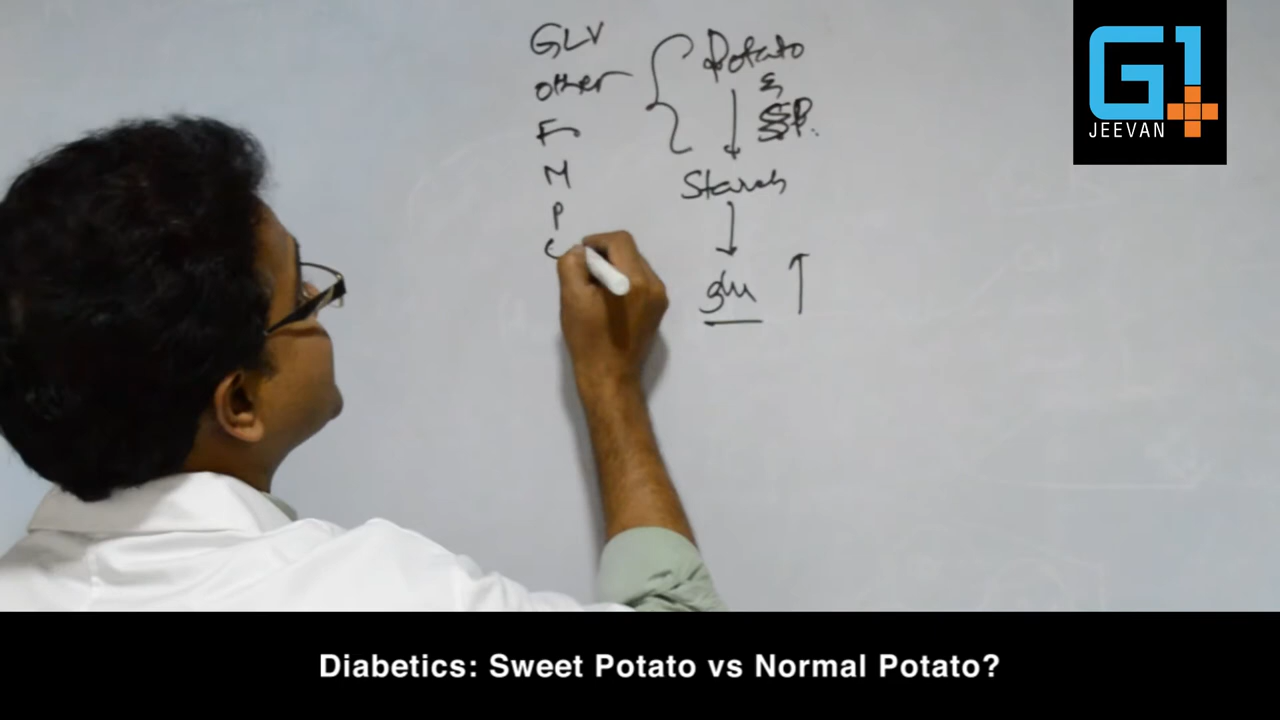 GLV
other
F
M
P
C
Potato
&
SP.
Starch
glu
G1
JEEVAN
Diabetics: Sweet Potato vs Normal Potato?